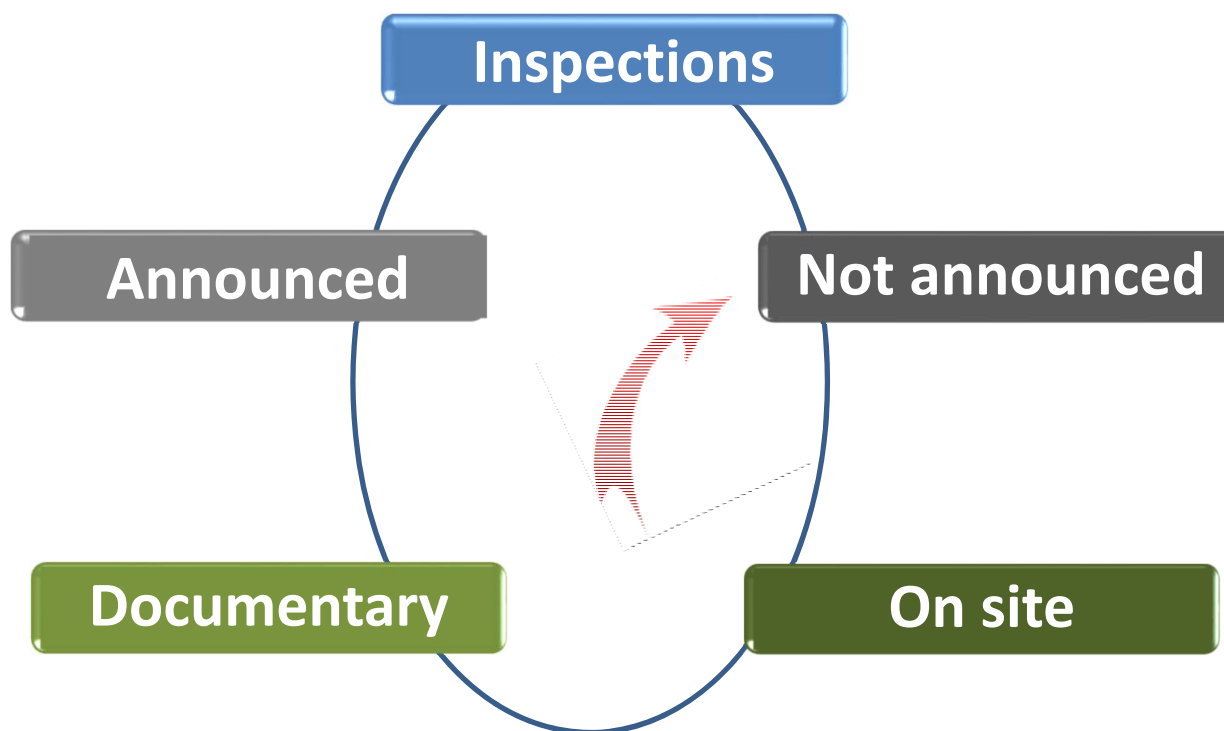 Inspections
Announced
Not announced
Documentary
On site